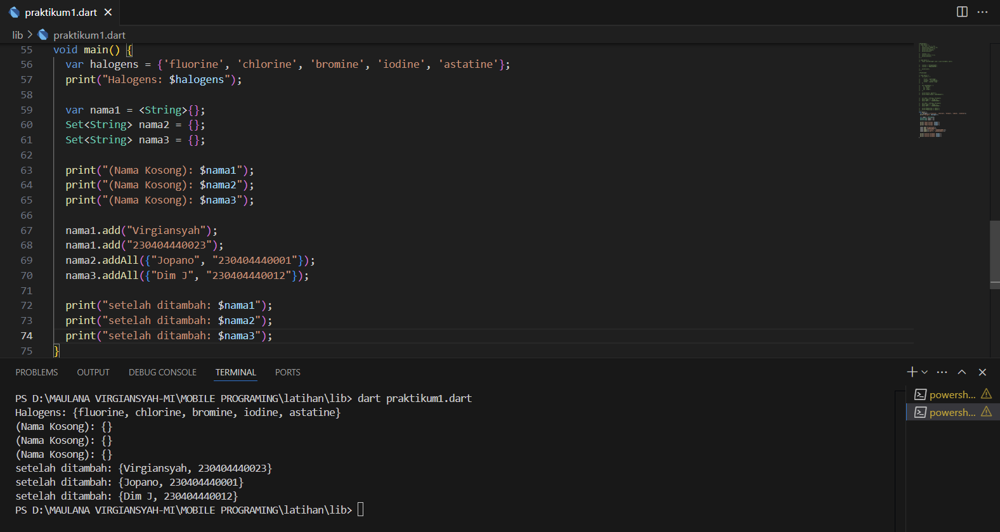 praktikum1.dart
lib > praktikum1.dart
55 void main() {
56 var halogens = {'fluorine', 'chlorine', 'bromine', 'iodine', 'astatine'};
57 print("Halogens: $halogens");
58
59 var nama1 = <String>{};
60 Set<String> nama2 = {};
61 Set<String> nama3 = {};
62
63 print("(Nama Kosong): $nama1");
64 print("(Nama Kosong): $nama2");
65 print("(Nama Kosong): $nama3");
66
67 nama1.add("Virgiansyah");
68 nama1.add("230404440023");
69 nama2.addAll({"Jopano", "230404440001"});
70 nama3.addAll({"Dim J", "230404440012"});
71
72 print("setelah ditambah: $nama1");
73 print("setelah ditambah: $nama2");
74 print("setelah ditambah: $nama3");
75 }
PROBLEMS OUTPUT DEBUG CONSOLE TERMINAL PORTS
PS D:\MAULANA VIRGIANSYAH-MI\MOBILE PROGRAMING\latihan\lib> dart praktikum1.dart
Halogens: {fluorine, chlorine, bromine, iodine, astatine}
(Nama Kosong): {}
(Nama Kosong): {}
(Nama Kosong): {}
setelah ditambah: {Virgiansyah, 230404440023}
setelah ditambah: {Jopano, 230404440001}
setelah ditambah: {Dim J, 230404440012}
PS D:\MAULANA VIRGIANSYAH-MI\MOBILE PROGRAMING\latihan\lib>
powersh...
powersh...